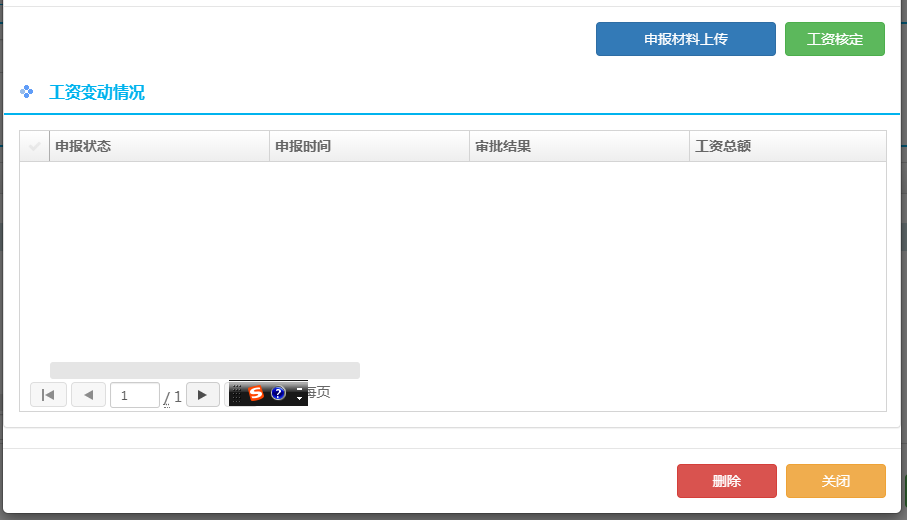 申报材料上传 工资核定
工资变动情况
申报状态 申报时间 审批结果 工资总额
1 / 1 每页
删除 关闭